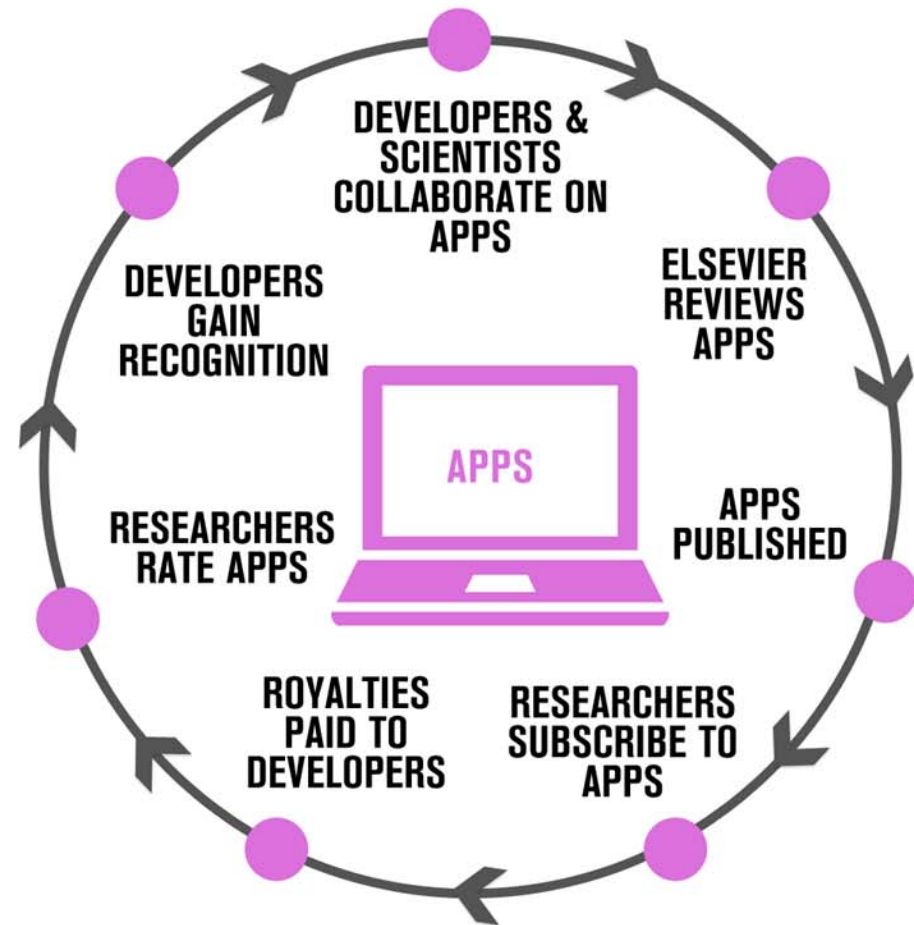 DEVELOPERS &
SCIENTISTS
COLLABORATE ON
APPS
ELSEVIER
REVIEWS
APPS
APPS
PUBLISHED
RESEARCHERS
SUBSCRIBE TO
APPS
ROYALTIES
PAID TO
DEVELOPERS
RESEARCHERS
RATE APPS
DEVELOPERS
GAIN
RECOGNITION
APPS